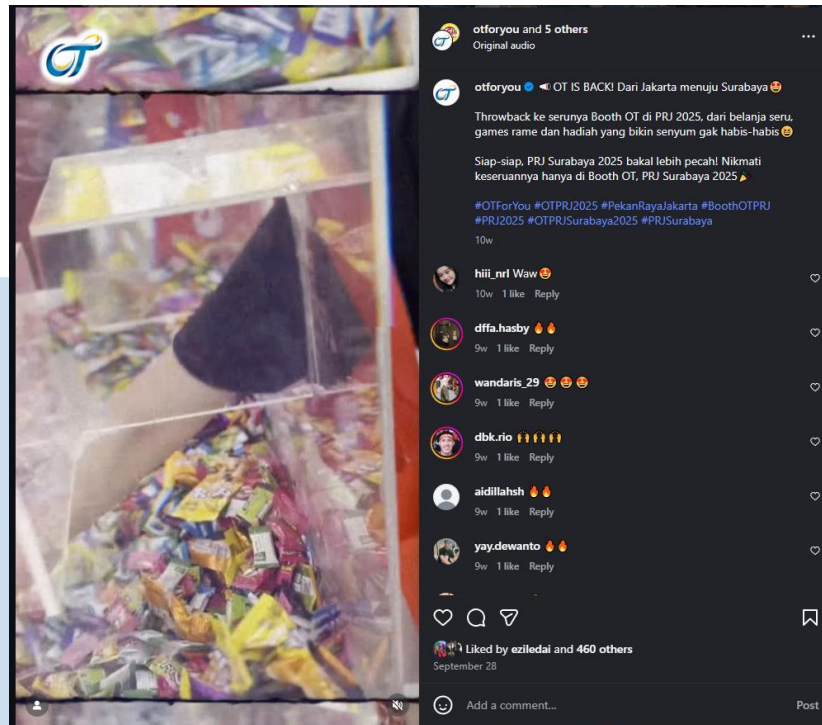 OT
otforyou and 5 others
Original audio
otforyou 📢 OT IS BACK! Dari Jakarta menuju Surabaya🤩
Throwback ke serunya Booth OT di PRJ 2025, dari belanja seru,
games rame dan hadiah yang bikin senyum gak habis-habis😆
Siap-siap, PRJ Surabaya 2025 bakal lebih pecah! Nikmati
keseruannya hanya di Booth OT, PRJ Surabaya 2025🎉
#OTForYou #OTPRJ2025 #PekanRayaJakarta #BoothOTPRJ
#PRJ2025 #OTPRJSurabaya2025 #PRJSurabaya
10w
hiii_nrl Waw🤩
10w 1 like Reply
dffa.hasby 🔥🔥
9w 1 like Reply
wandaris_29 🤩🤩🤩
9w 1 like Reply
dbk.rio 🙌🙌🙌
9w 1 like Reply
aidillahsh 🔥🔥
9w 1 like Reply
yay.dewanto 🔥🔥
9w 1 like Reply
Liked by eziledai and 460 others
September 28
Add a comment...
Post